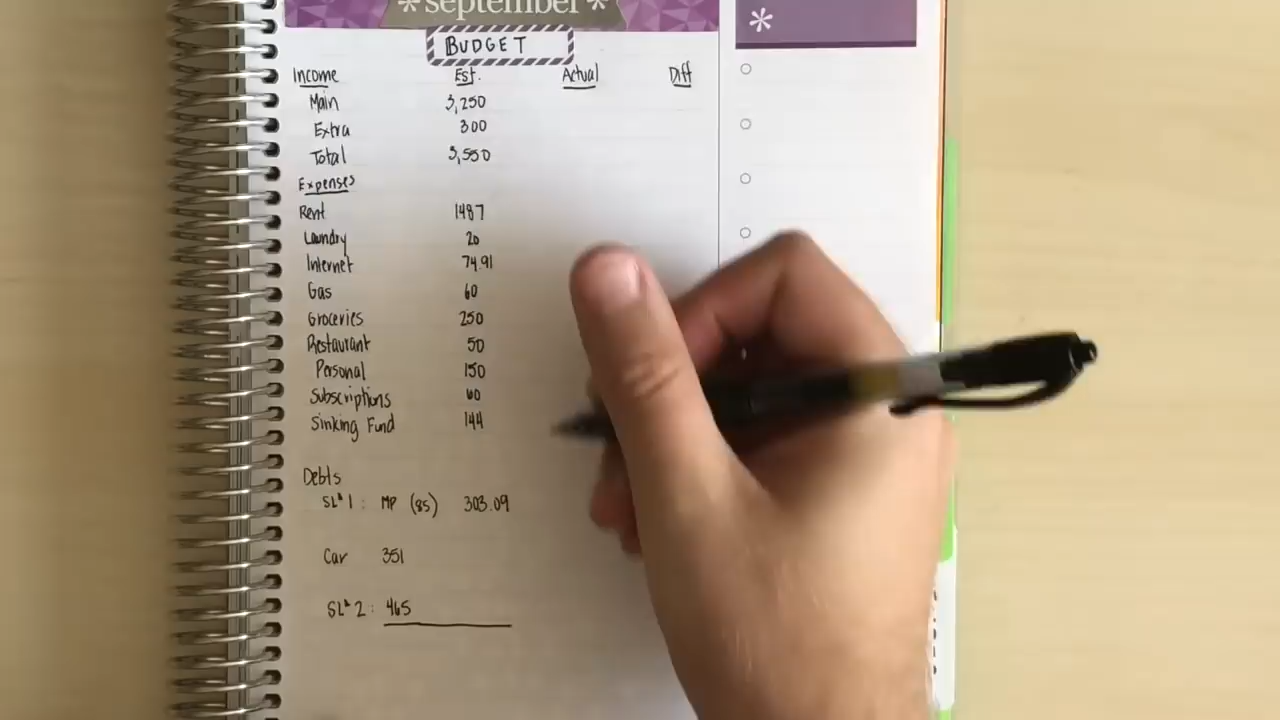 *september*
*
BUDGET
Income Est. Actual Diff
Main 3,250
Extra 300
Total 3,550
Expenses
Rent 1487
Laundry 20
Internet 74.91
Gas 60
Groceries 250
Restaurant 50
Personal 150
Subscriptions 60
Sinking Fund 144
Debts
SL# 1: MP (85) 303.09
Car 351
SL# 2: 465